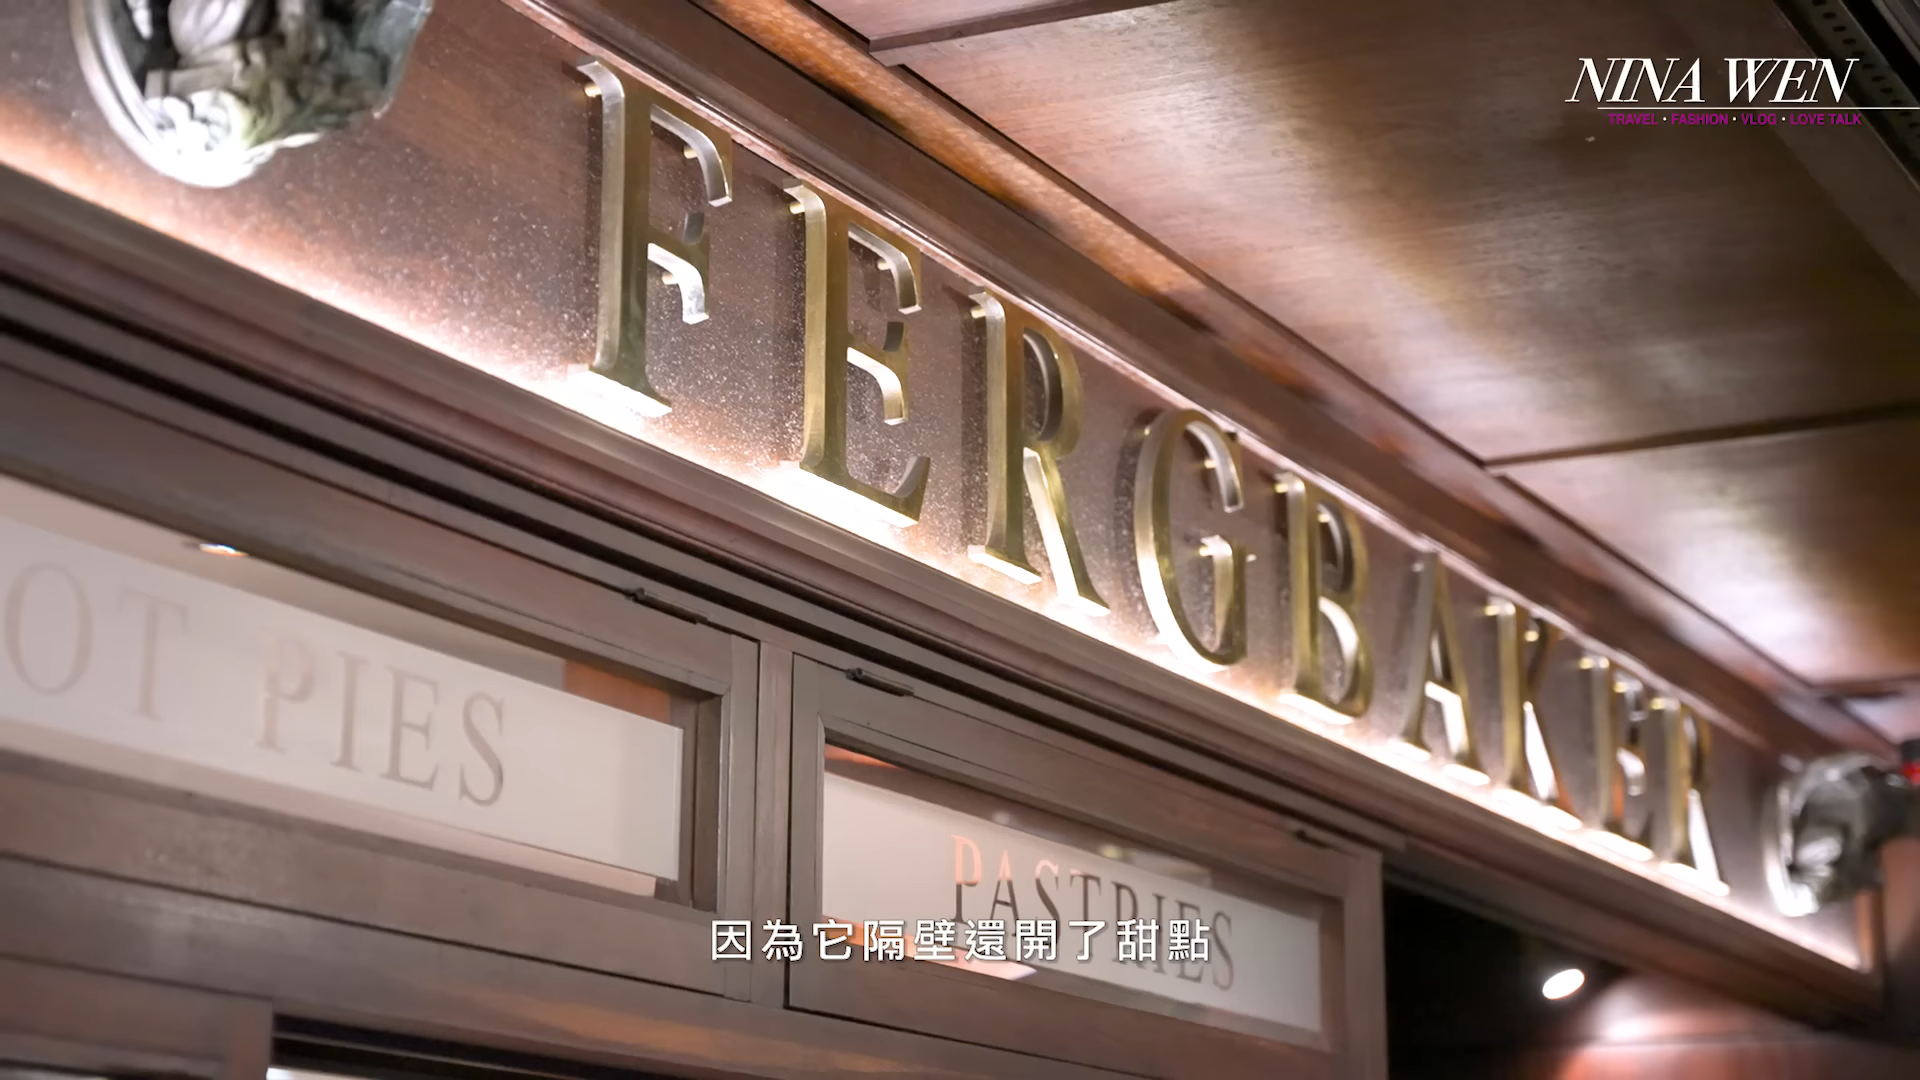 NINA WEN
TRAVEL • FASHION • VLOG • LOVE TALK
FERGBAKER
OT PIES
PASTRIES
因為它隔壁還開了甜點